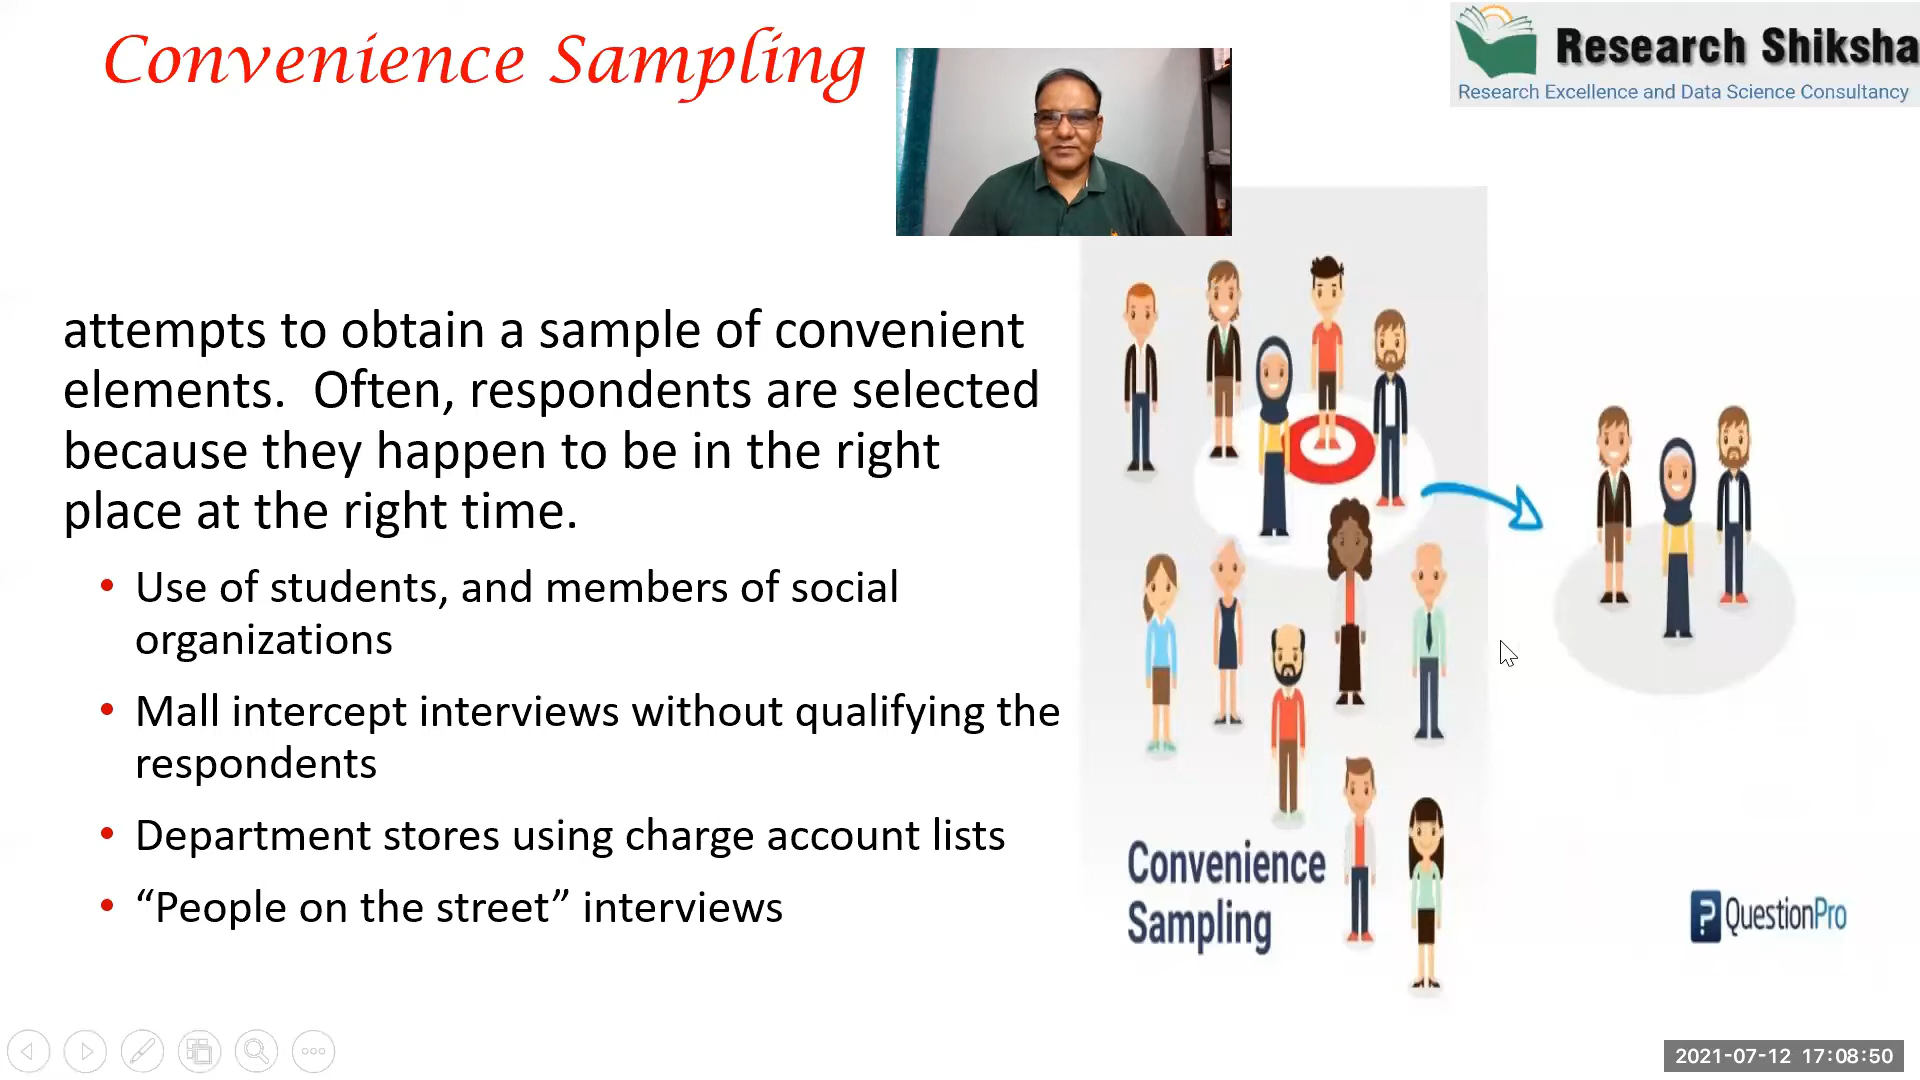 Convenience Sampling
Research Shiksha
Research Excellence and Data Science Consultancy
attempts to obtain a sample of convenient
elements.  Often, respondents are selected
because they happen to be in the right
place at the right time.
• Use of students, and members of social
organizations
• Mall intercept interviews without qualifying the
respondents
• Department stores using charge account lists
• “People on the street” interviews
Convenience
Sampling
QuestionPro
2021-07-12 17:08:50